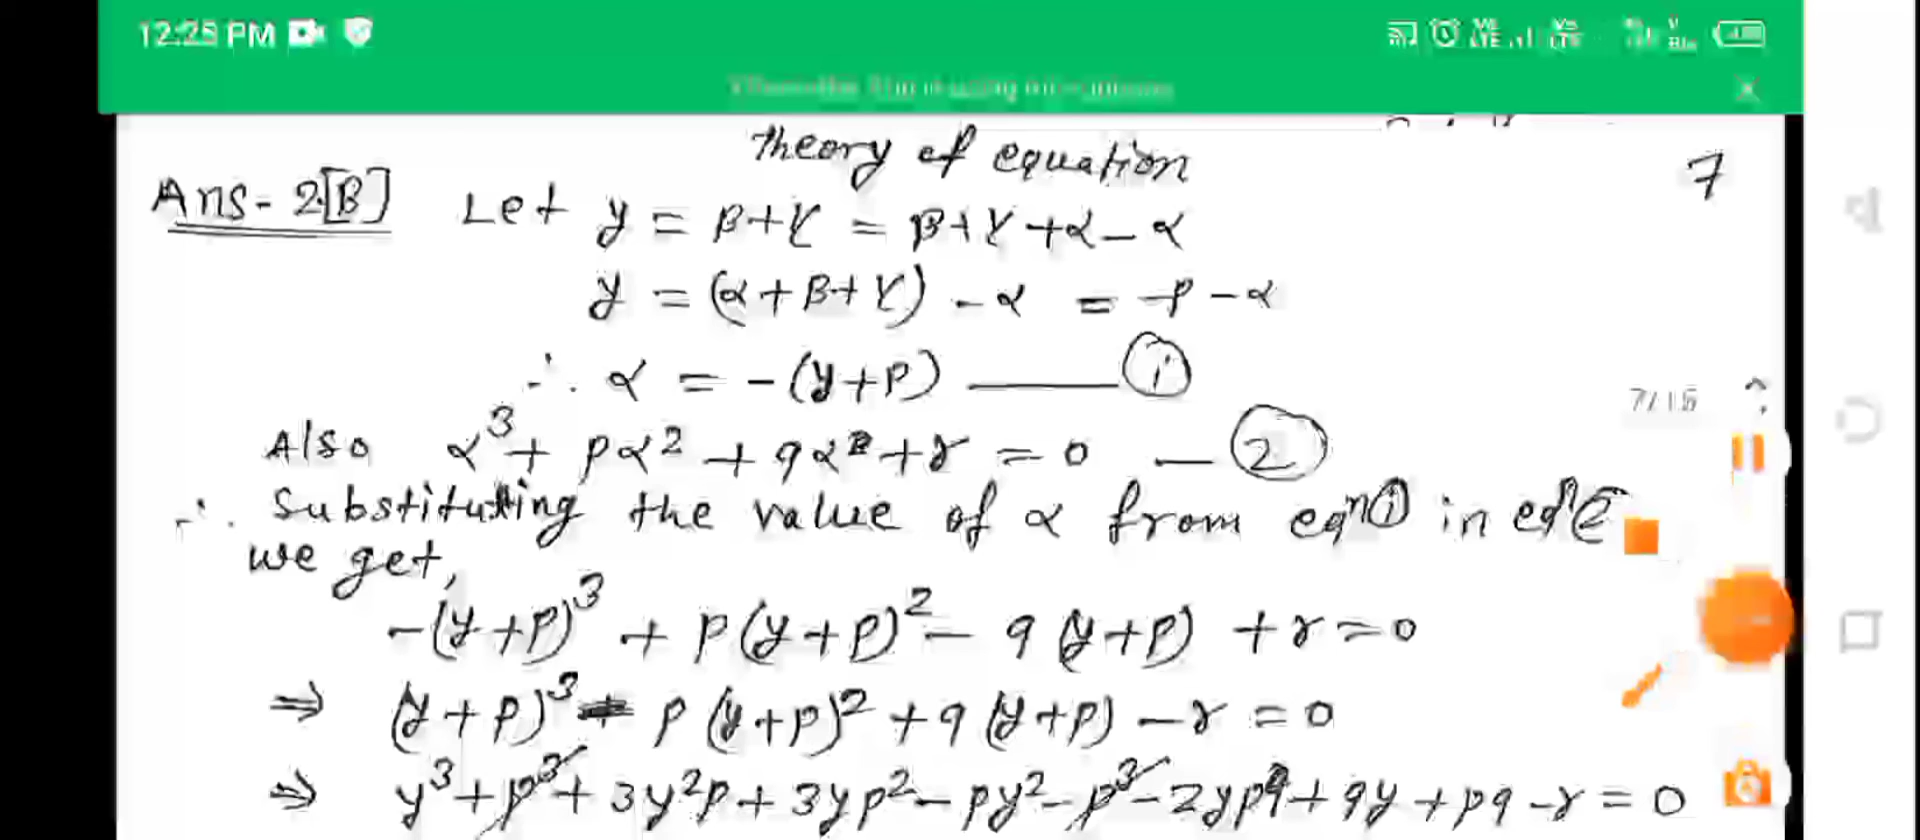 12:25 PM
theory of equation
7
Ans- 2[B] Let y = β+γ = β+γ+α-α
y = (α+β+γ) -α = -p-α
∴ α = -(y+p) —— ①
7/15
Also α³ + pα² + qα + r = 0 — ②
∴ Substituting the value of α from eqn ① in eqn ②
we get,
-(y+p)³ + p(y+p)² - q(y+p) + r = 0
⇒ (y+p)³ - p(y+p)² + q(y+p) - r = 0
⇒ y³ + p³ + 3y²p + 3yp² - py² - p³ - 2yp² + qy + pq - r = 0